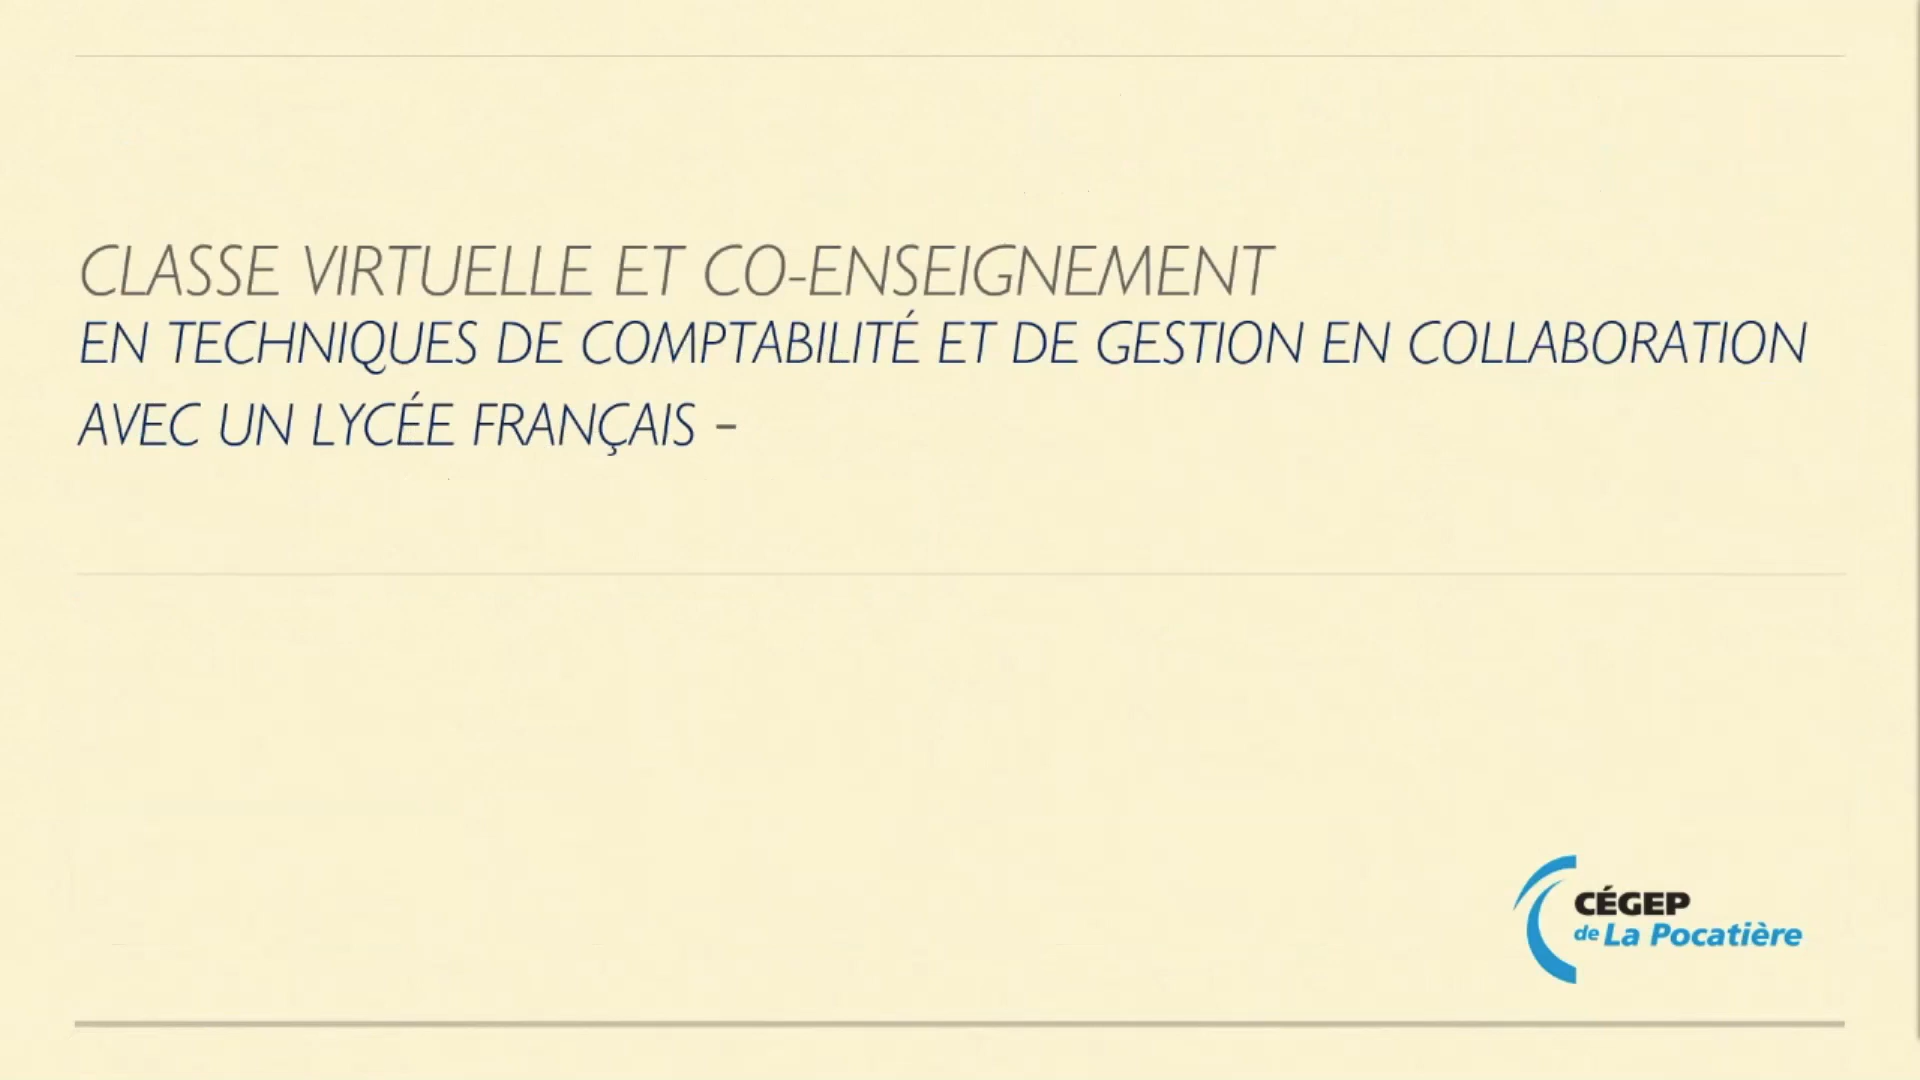 CLASSE VIRTUELLE ET CO-ENSEIGNEMENT
EN TECHNIQUES DE COMPTABILITÉ ET DE GESTION EN COLLABORATION
AVEC UN LYCÉE FRANÇAIS -
CÉGEP
de La Pocatière